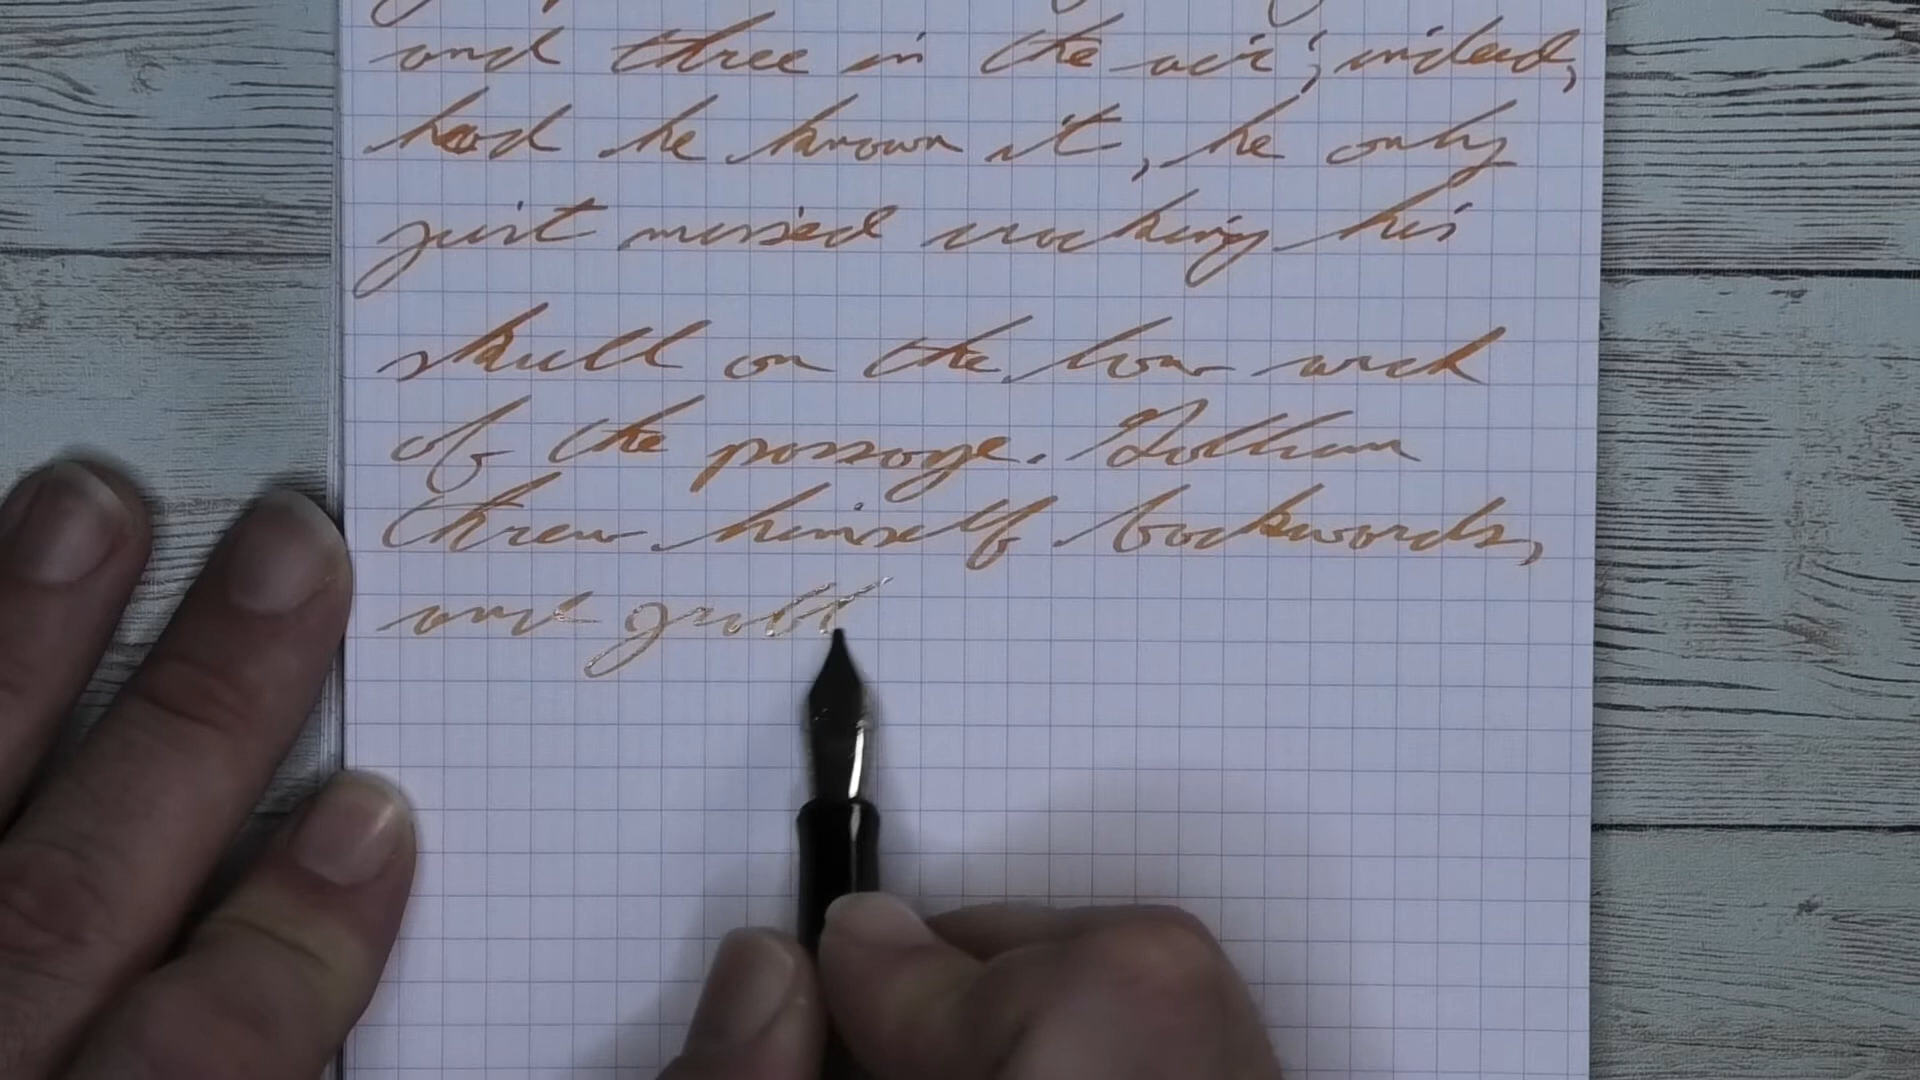 and three in the air; indeed,
had he known it, he only
just missed cracking his
skull on the low arch
of the passage. Gollum
threw himself backwards,
and grabb